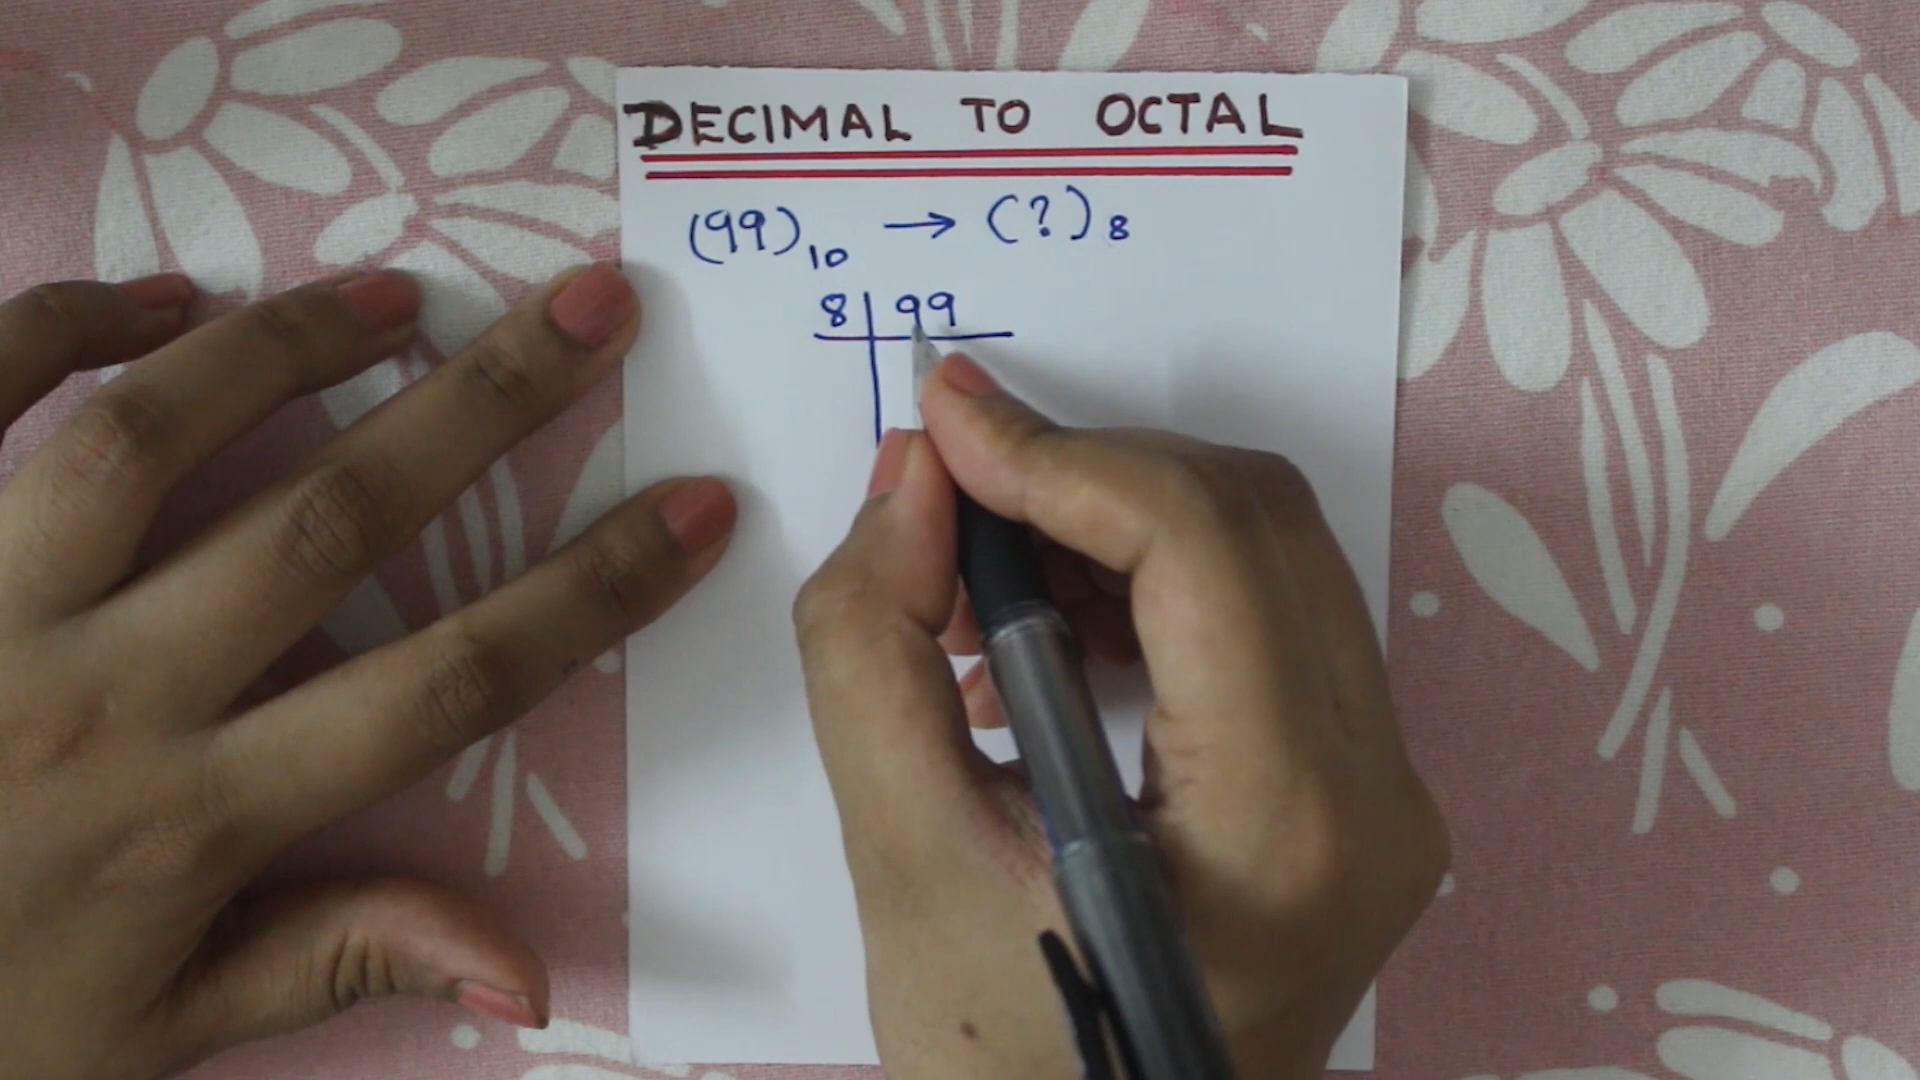 DECIMAL TO OCTAL
(99)₁₀ → (?)₈
8 | 99